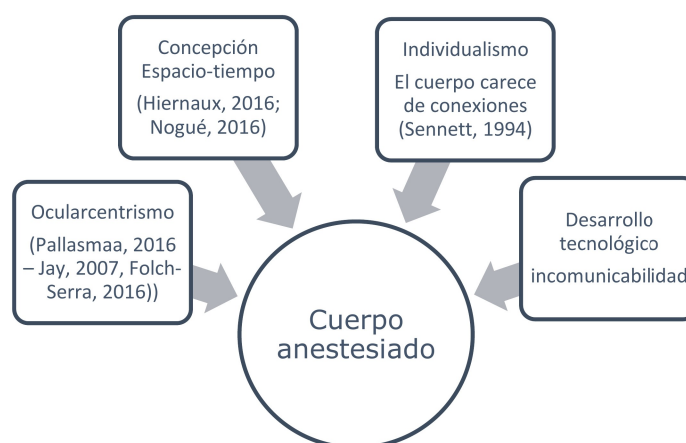 Concepción
Espacio-tiempo
(Hiernaux, 2016;
Nogué, 2016)
Individualismo
El cuerpo carece
de conexiones
(Sennett, 1994)
Ocularcentrismo
(Pallasmaa, 2016
– Jay, 2007, Folch-
Serra, 2016))
Desarrollo
tecnológico
incomunicabilidad
Cuerpo
anestesiado